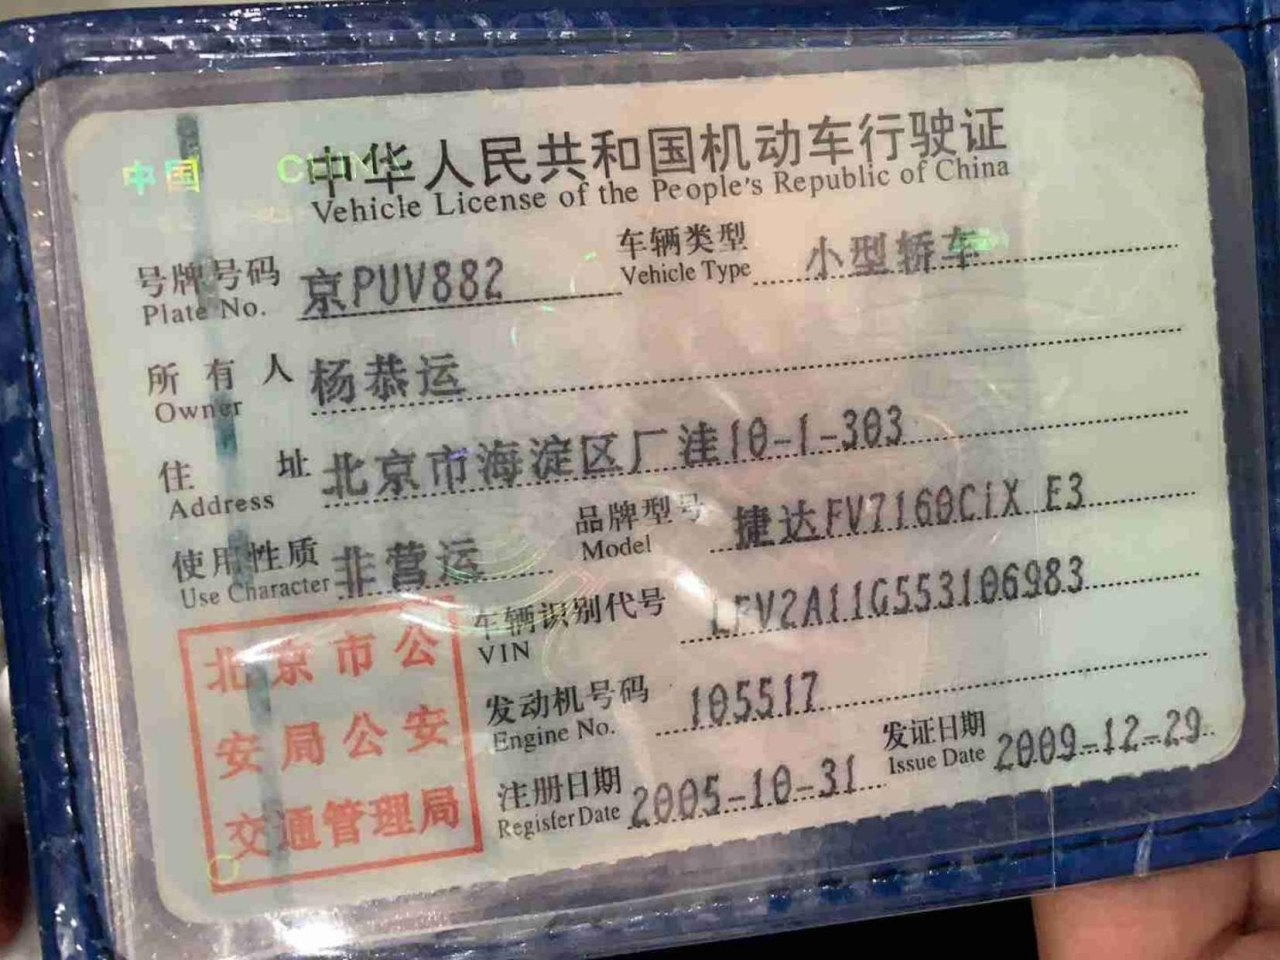 中国 CHINA
中华人民共和国机动车行驶证
Vehicle License of the People's Republic of China
号牌号码 京PUV882 车辆类型 小型轿车
Plate No. Vehicle Type
所有人 杨恭运
Owner
住址 北京市海淀区厂洼10-1-303
Address
使用性质 非营运 品牌型号 捷达FV7160CiX E3
Use Character Model
车辆识别代号 LFV2A11G553106983
VIN
发动机号码 105517
Engine No.
注册日期 2005-10-31 发证日期 2009-12-29
Register Date Issue Date
北京市公
安局公安
交通管理局